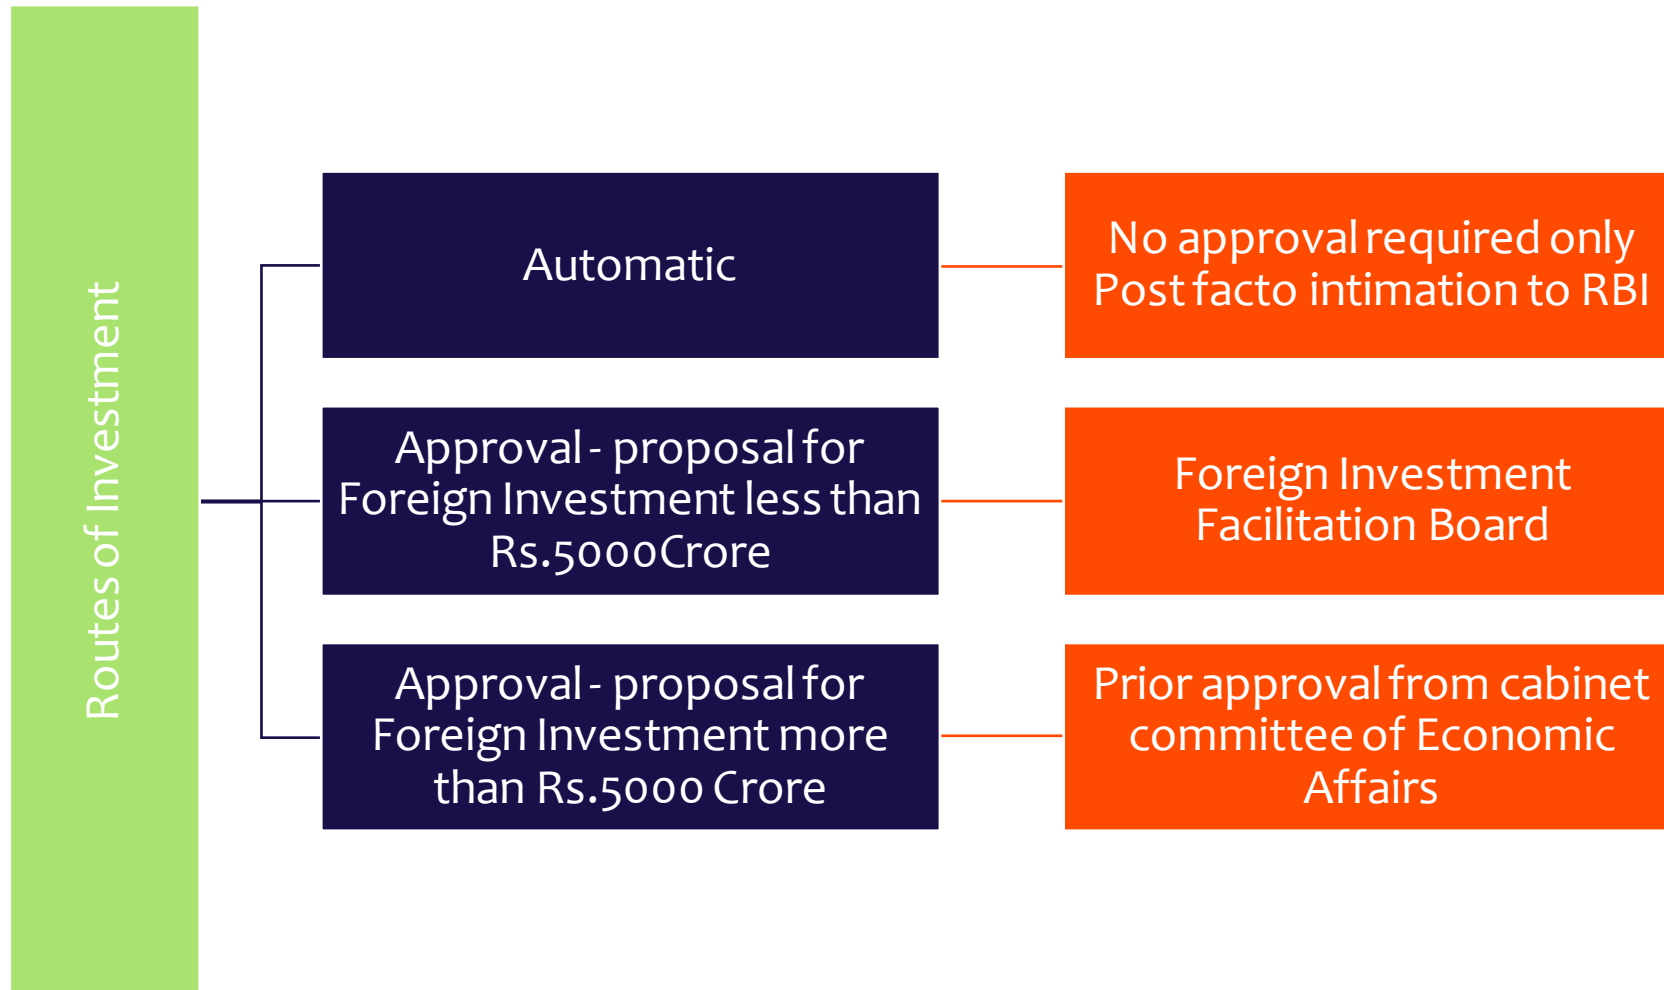 Routes of Investment
Automatic
No approval required only
Post facto intimation to RBI
Approval - proposal for
Foreign Investment less than
Rs.5000Crore
Foreign Investment
Facilitation Board
Approval - proposal for
Foreign Investment more
than Rs.5000 Crore
Prior approval from cabinet
committee of Economic
Affairs